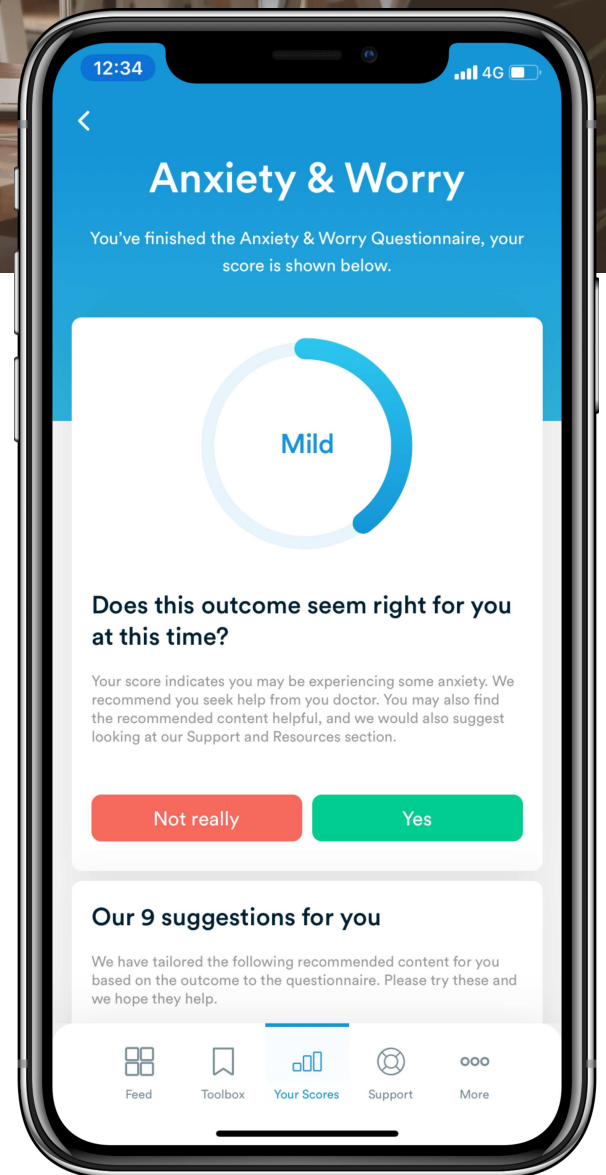 12:34
4G
Anxiety & Worry
You've finished the Anxiety & Worry Questionnaire, your
score is shown below.
Mild
Does this outcome seem right for you
at this time?
Your score indicates you may be experiencing some anxiety. We
recommend you seek help from you doctor. You may also find
the recommended content helpful, and we would also suggest
looking at our Support and Resources section.
Not really
Yes
Our 9 suggestions for you
We have tailored the following recommended content for you
based on the outcome to the questionnaire. Please try these and
we hope they help.
Feed
Toolbox
Your Scores
Support
More